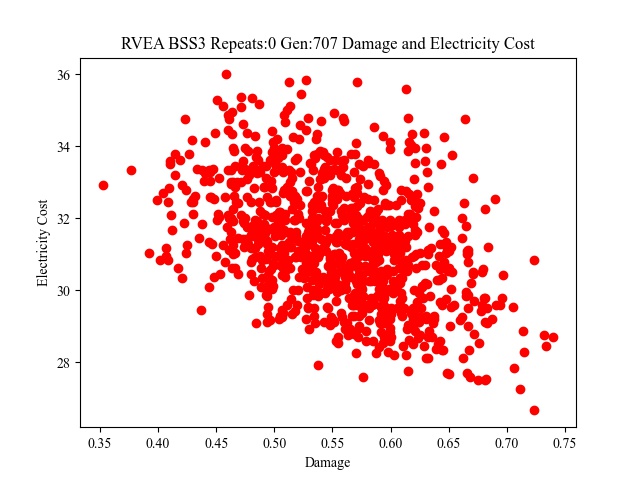 RVEA BSS3 Repeats:0 Gen:707 Damage and Electricity Cost
36
34
32
30
28
Electricity Cost
0.35 0.40 0.45 0.50 0.55 0.60 0.65 0.70 0.75
Damage